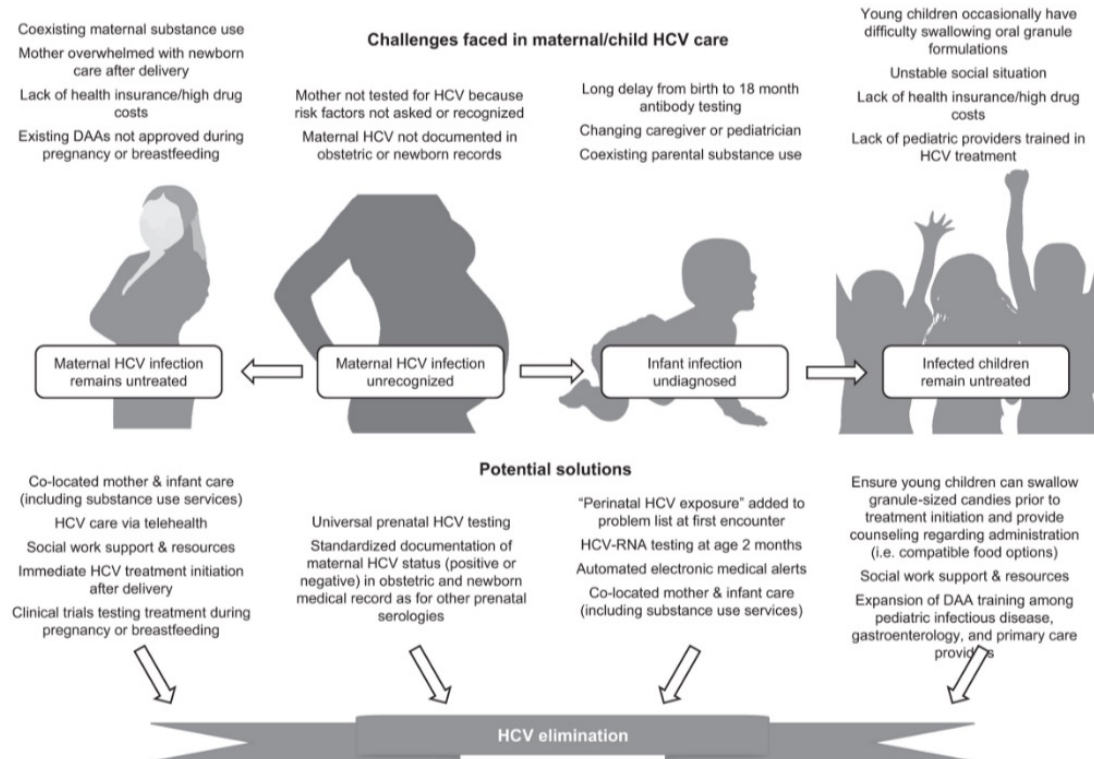 Challenges faced in maternal/child HCV care
Coexisting maternal substance use
Mother overwhelmed with newborn
care after delivery
Lack of health insurance/high drug
costs
Existing DAAs not approved during
pregnancy or breastfeeding
Mother not tested for HCV because
risk factors not asked or recognized
Maternal HCV not documented in
obstetric or newborn records
Long delay from birth to 18 month
antibody testing
Changing caregiver or pediatrician
Coexisting parental substance use
Young children occasionally have
difficulty swallowing oral granule
formulations
Unstable social situation
Lack of health insurance/high drug
costs
Lack of pediatric providers trained in
HCV treatment
Maternal HCV infection
remains untreated
Maternal HCV infection
unrecognized
Infant infection
undiagnosed
Infected children
remain untreated
Potential solutions
Co-located mother & infant care
(including substance use services)
HCV care via telehealth
Social work support & resources
Immediate HCV treatment initiation
after delivery
Clinical trials testing treatment during
pregnancy or breastfeeding
Universal prenatal HCV testing
Standardized documentation of
maternal HCV status (positive or
negative) in obstetric and newborn
medical record as for other prenatal
serologies
"Perinatal HCV exposure" added to
problem list at first encounter
HCV-RNA testing at age 2 months
Automated electronic medical alerts
Co-located mother & infant care
(including substance use services)
Ensure young children can swallow
granule-sized candies prior to
treatment initiation and provide
counseling regarding administration
(i.e. compatible food options)
Social work support & resources
Expansion of DAA training among
pediatric infectious disease,
gastroenterology, and primary care
providers
HCV elimination